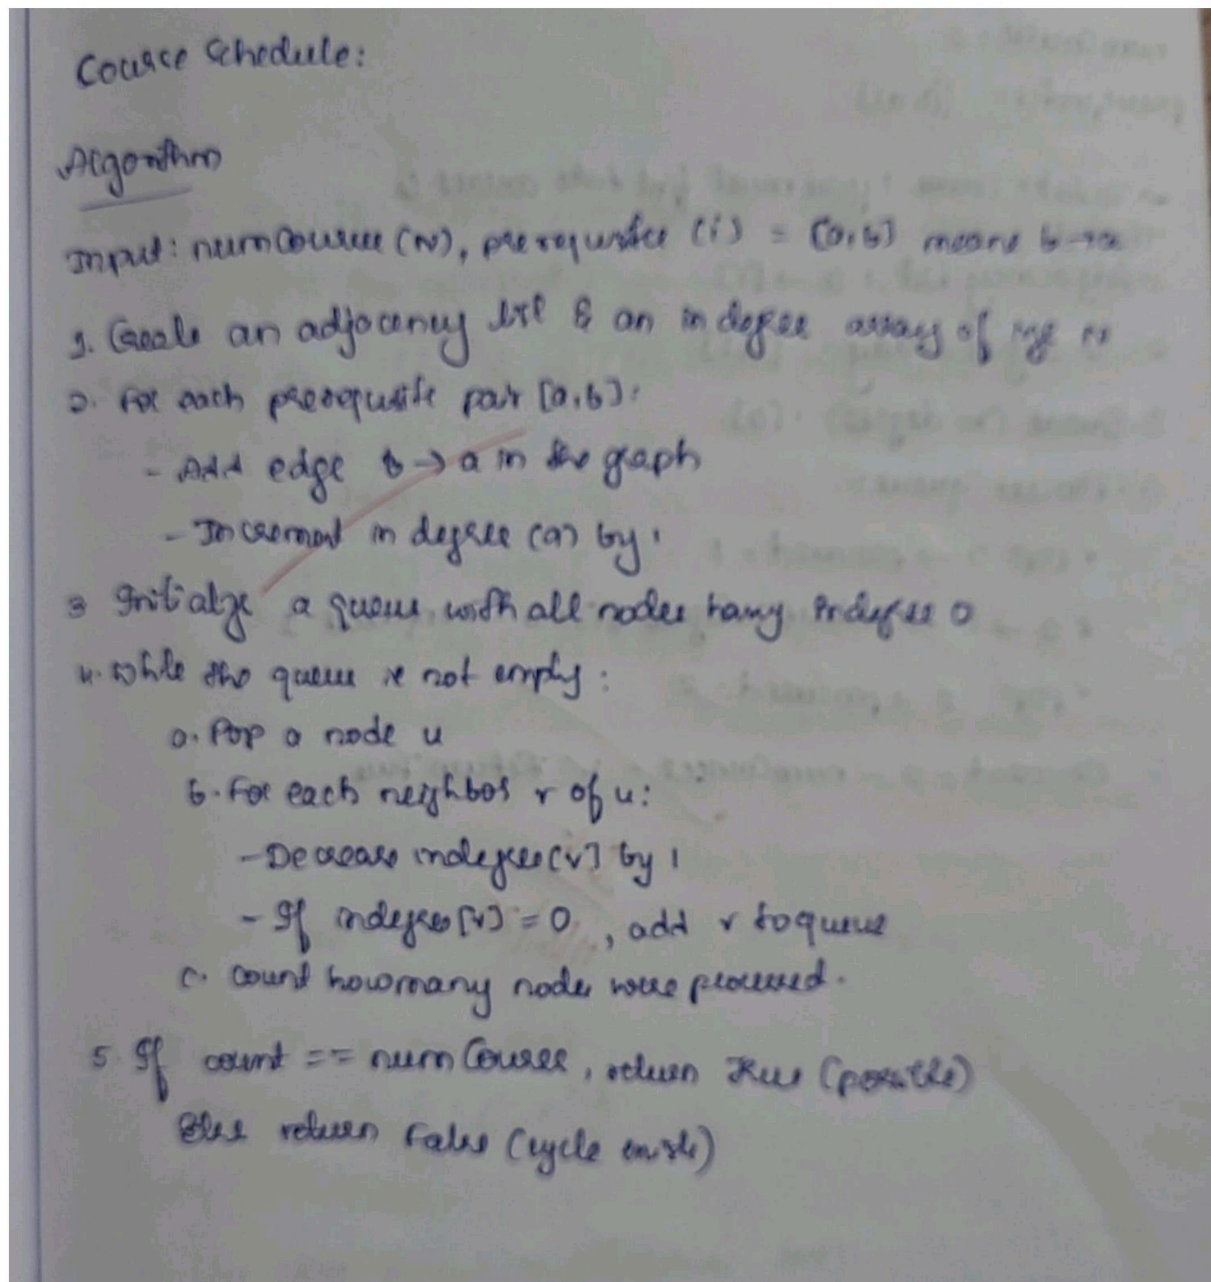 Course Schedule:
Algorithm
Input: numCourse (N), prerequisite (i) = [a,b] means b→a
1. Create an adjacency list & an indegree array of size N
2. For each prerequisite pair [a,b]:
- Add edge b→a in the graph
- Increment indegree (a) by 1
3 Initialize a queue with all nodes having indegree 0
4. While the queue is not empty:
a. Pop a node u
b. For each neighbor v of u:
- Decrease indegree[v] by 1
- If indegree[v] = 0, add v to queue
c. Count how many nodes were processed.
5. If count == numCourses, return True (possible)
Else return False (cycle exists)